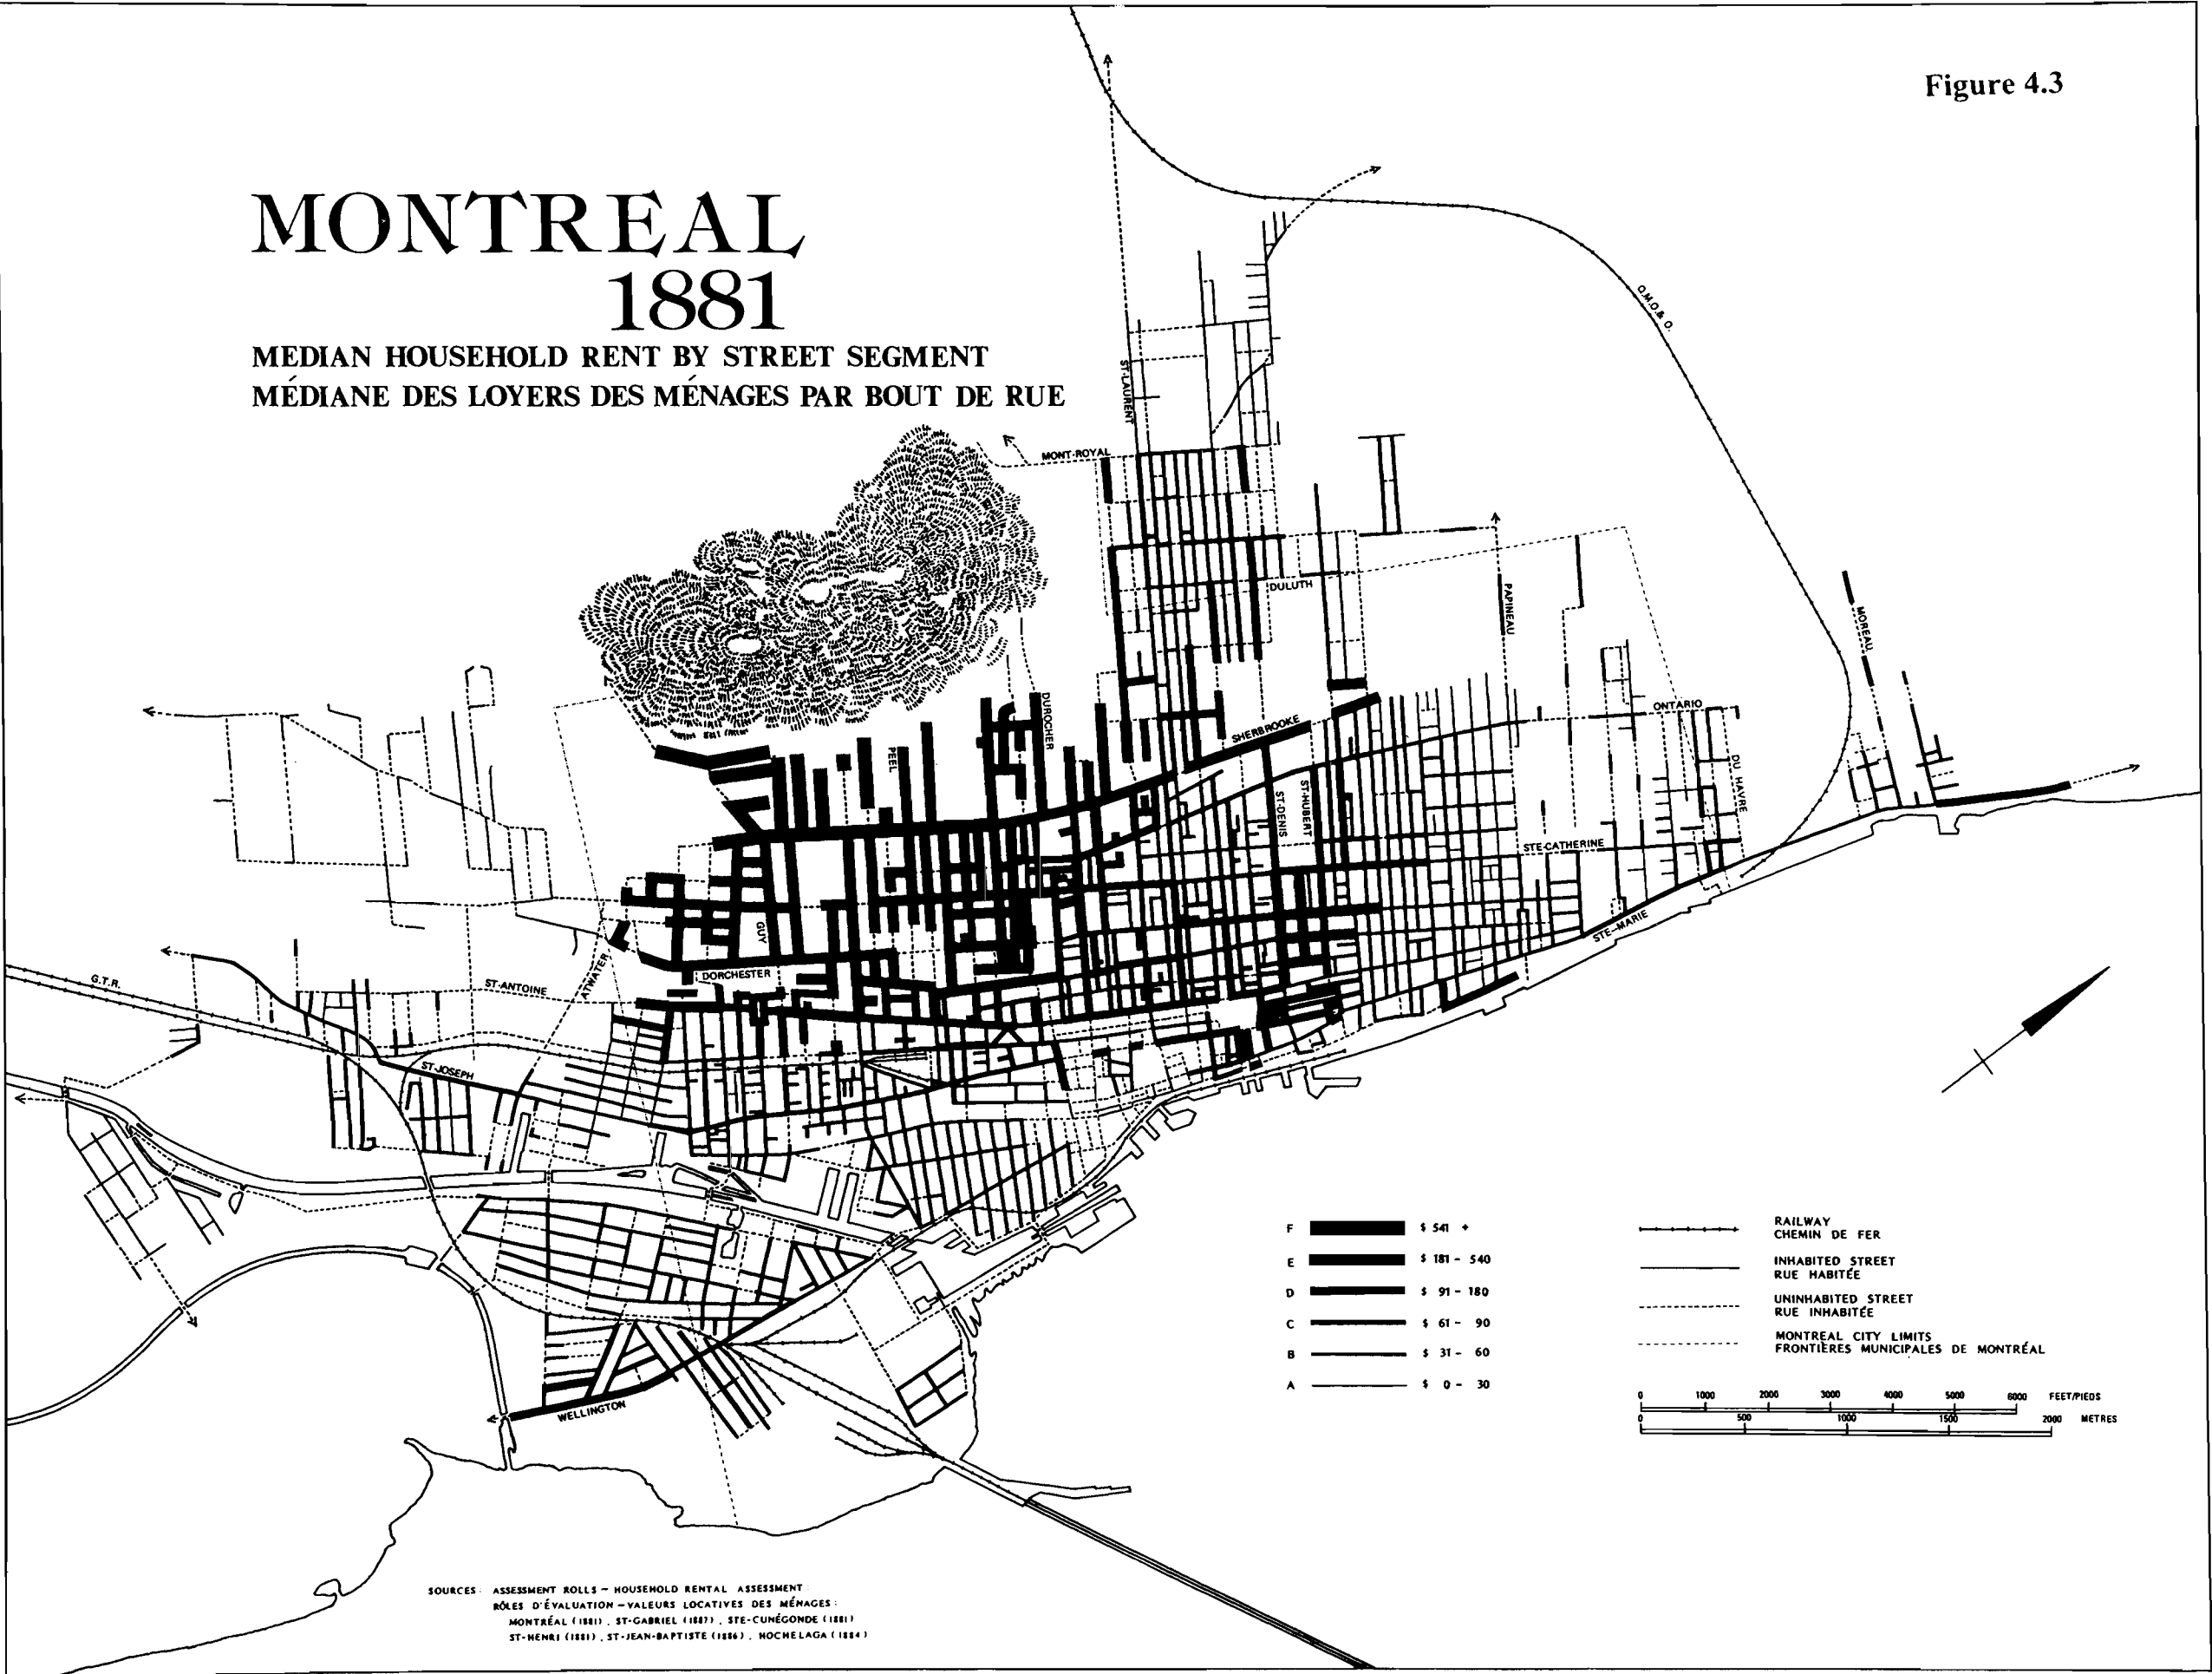 Figure 4.3
MONTREAL
1881
MEDIAN HOUSEHOLD RENT BY STREET SEGMENT
MÉDIANE DES LOYERS DES MÉNAGES PAR BOUT DE RUE
Q.M.O.& O.
ST-LAURENT
MONT-ROYAL
DULUTH
PAPINEAU
MOREAU
DUROCHER
SHERBROOKE
ONTARIO
PEEL
DU HAVRE
ST-DENIS
ST-HUBERT
STE-CATHERINE
GUY
STE-MARIE
ATWATER
DORCHESTER
G.T.R.
ST-ANTOINE
ST-JOSEPH
WELLINGTON
F $ 541 +
E $ 181 - 540
D $ 91 - 180
C $ 61 - 90
B $ 31 - 60
A $ 0 - 30
RAILWAY
CHEMIN DE FER
INHABITED STREET
RUE HABITÉE
UNINHABITED STREET
RUE INHABITÉE
MONTREAL CITY LIMITS
FRONTIÈRES MUNICIPALES DE MONTRÉAL
0 1000 2000 3000 4000 5000 6000 FEET/PIEDS
0 500 1000 1500 2000 METRES
SOURCES: ASSESSMENT ROLLS - HOUSEHOLD RENTAL ASSESSMENT:
RÔLES D'ÉVALUATION - VALEURS LOCATIVES DES MÉNAGES:
MONTRÉAL (1881), ST-GABRIEL (1887), STE-CUNÉGONDE (1881)
ST-HENRI (1881), ST-JEAN-BAPTISTE (1886), HOCHELAGA (1884)